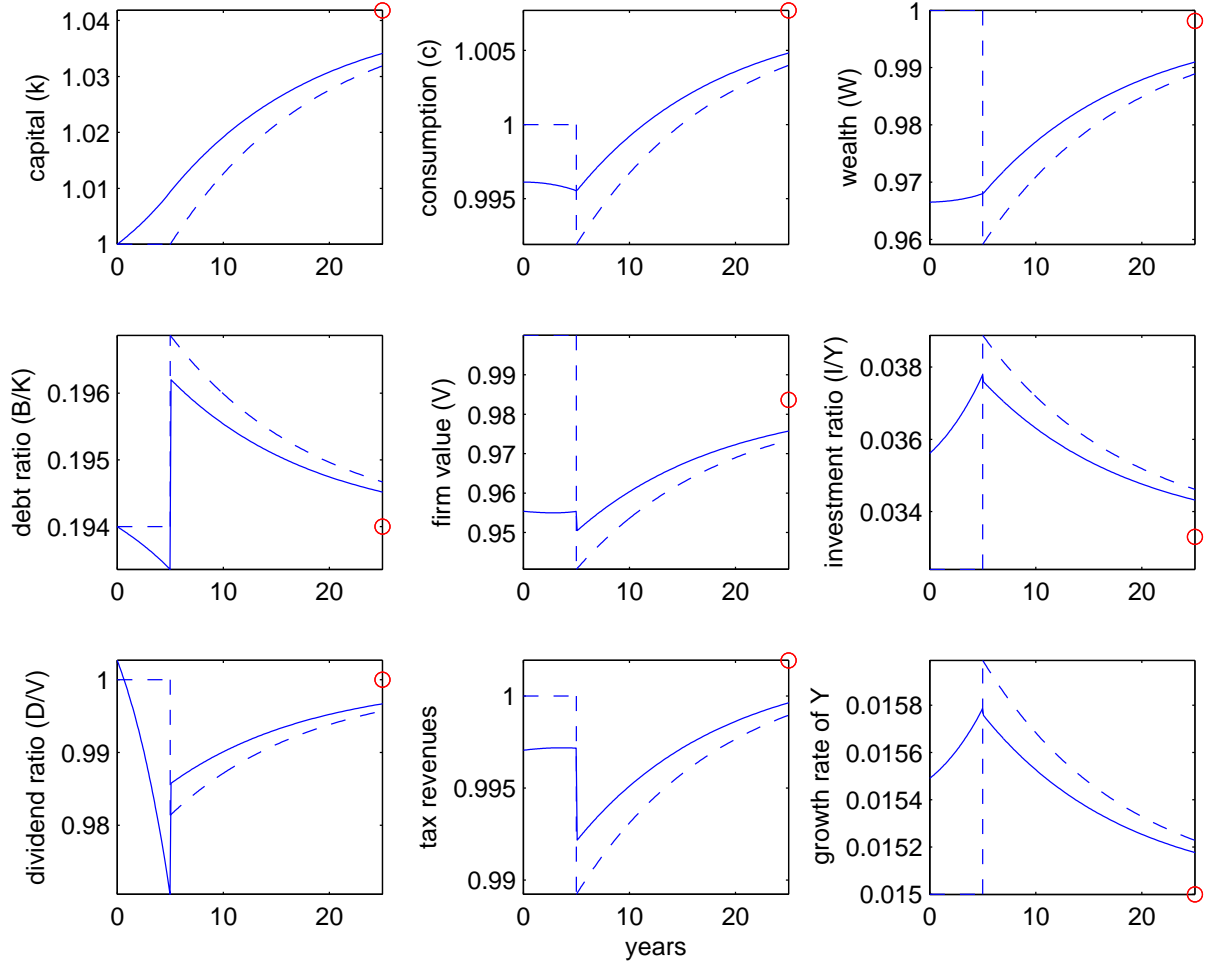 capital (k)
1.04
1.03
1.02
1.01
1
0 10 20
consumption (c)
1.005
1
0.995
0 10 20
wealth (W)
1
0.99
0.98
0.97
0.96
0 10 20
debt ratio (B/K)
0.196
0.195
0.194
0 10 20
firm value (V)
0.99
0.98
0.97
0.96
0.95
0 10 20
investment ratio (I/Y)
0.038
0.036
0.034
0 10 20
dividend ratio (D/V)
1
0.99
0.98
0 10 20
tax revenues
1
0.995
0.99
0 10 20
years
growth rate of Y
0.0158
0.0156
0.0154
0.0152
0.015
0 10 20